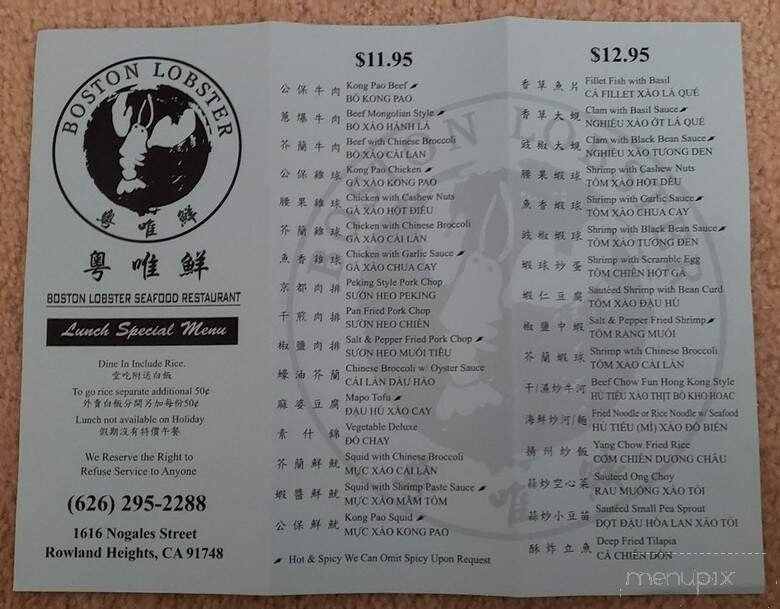 BOSTON LOBSTER
粵唯鮮
粵唯鮮
BOSTON LOBSTER SEAFOOD RESTAURANT
Lunch Special Menu
Dine In Include Rice.
堂吃附送白飯
To go rice separate additional 50¢
外賣白飯分開另加每份50¢
Lunch not available on Holiday
假期沒有特價午餐
We Reserve the Right to
Refuse Service to Anyone
(626) 295-2288
1616 Nogales Street
Rowland Heights, CA 91748
$11.95
公保牛肉 Kong Pao Beef
BÒ KONG PAO
蔥爆牛肉 Beef Mongolian Style
BÒ XÀO HÀNH LÁ
芥蘭牛肉 Beef with Chinese Broccoli
BÒ XÀO CẢI LÀN
公保雞球 Kong Pao Chicken
GÀ XÀO KONG PAO
腰果雞球 Chicken with Cashew Nuts
GÀ XÀO HỘT ĐIỀU
芥蘭雞球 Chicken with Chinese Broccoli
GÀ XÀO CẢI LÀN
魚香雞球 Chicken with Garlic Sauce
GÀ XÀO CHUA CAY
京都肉排 Peking Style Pork Chop
SƯỜN HEO PEKING
干煎肉排 Pan Fried Pork Chop
SƯỜN HEO CHIÊN
椒鹽肉排 Salt & Pepper Fried Pork Chop
SƯỜN HEO MUỐI TIÊU
蠔油芥蘭 Chinese Broccoli w/ Oyster Sauce
CẢI LÀN DẦU HÀO
麻婆豆腐 Mapo Tofu
ĐẬU HỦ XÀO CAY
素什錦 Vegetable Deluxe
ĐỒ CHAY
芥蘭鮮魷 Squid with Chinese Broccoli
MỰC XÀO CẢI LÀN
蝦醬鮮魷 Squid with Shrimp Paste Sauce
MỰC XÀO MẮM TÔM
公保鮮魷 Kong Pao Squid
MỰC XÀO KONG PAO
Hot & Spicy We Can Omit Spicy Upon Request
$12.95
香草魚片 Fillet Fish with Basil
CÁ FILLET XÀO LÁ QUẾ
香草大蜆 Clam with Basil Sauce
NGHIÊU XÀO ỚT LÁ QUẾ
豉椒大蜆 Clam with Black Bean Sauce
NGHIÊU XÀO TƯƠNG ĐEN
腰果蝦球 Shrimp with Cashew Nuts
TÔM XÀO HỘT ĐIỀU
魚香蝦球 Shrimp with Garlic Sauce
TÔM XÀO CHUA CAY
豉椒蝦球 Shrimp with Black Bean Sauce
TÔM XÀO TƯƠNG ĐEN
蝦球炒蛋 Shrimp with Scramble Egg
TÔM CHIÊN HỘT GÀ
蝦仁豆腐 Sautéed Shrimp with Bean Curd
TÔM XÀO ĐẬU HỦ
椒鹽中蝦 Salt & Pepper Fried Shrimp
TÔM RANG MUỐI
芥蘭蝦球 Shrimp wtih Chinese Broccoli
TÔM XÀO CẢI LÀN
干/濕炒牛河 Beef Chow Fun Hong Kong Style
HỦ TIẾU XÀO THỊT BÒ KHO HOAC
海鮮炒河/麵 Fried Noodle or Rice Noodle w/ Seafood
HỦ TIẾU (MÌ) XÀO ĐỒ BIỂN
揚州炒飯 Yang Chow Fried Rice
CƠM CHIÊN DƯƠNG CHÂU
蒜炒空心菜 Sauteed Ong Choy
RAU MUỐNG XÀO TỎI
蒜炒小豆苗 Sautéed Small Pea Sprout
ĐỌT ĐẬU HÒA LAN XÀO TỎI
酥炸立魚 Deep Fried Tilapia
CÁ CHIÊN DÒN
menupix